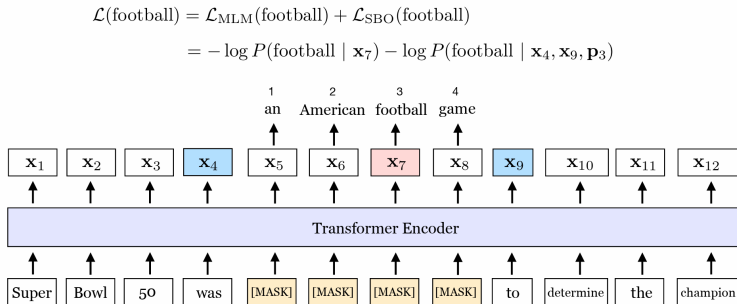 ℒ(football) = ℒ_MLM(football) + ℒ_SBO(football)
= − log P(football | 𝐱₇) − log P(football | 𝐱₄, 𝐱₉, 𝐩₃)
1 2 3 4
an American football game
𝐱₁ 𝐱₂ 𝐱₃ 𝐱₄ 𝐱₅ 𝐱₆ 𝐱₇ 𝐱₈ 𝐱₉ 𝐱₁₀ 𝐱₁₁ 𝐱₁₂
Transformer Encoder
Super Bowl 50 was [MASK] [MASK] [MASK] [MASK] to determine the champion